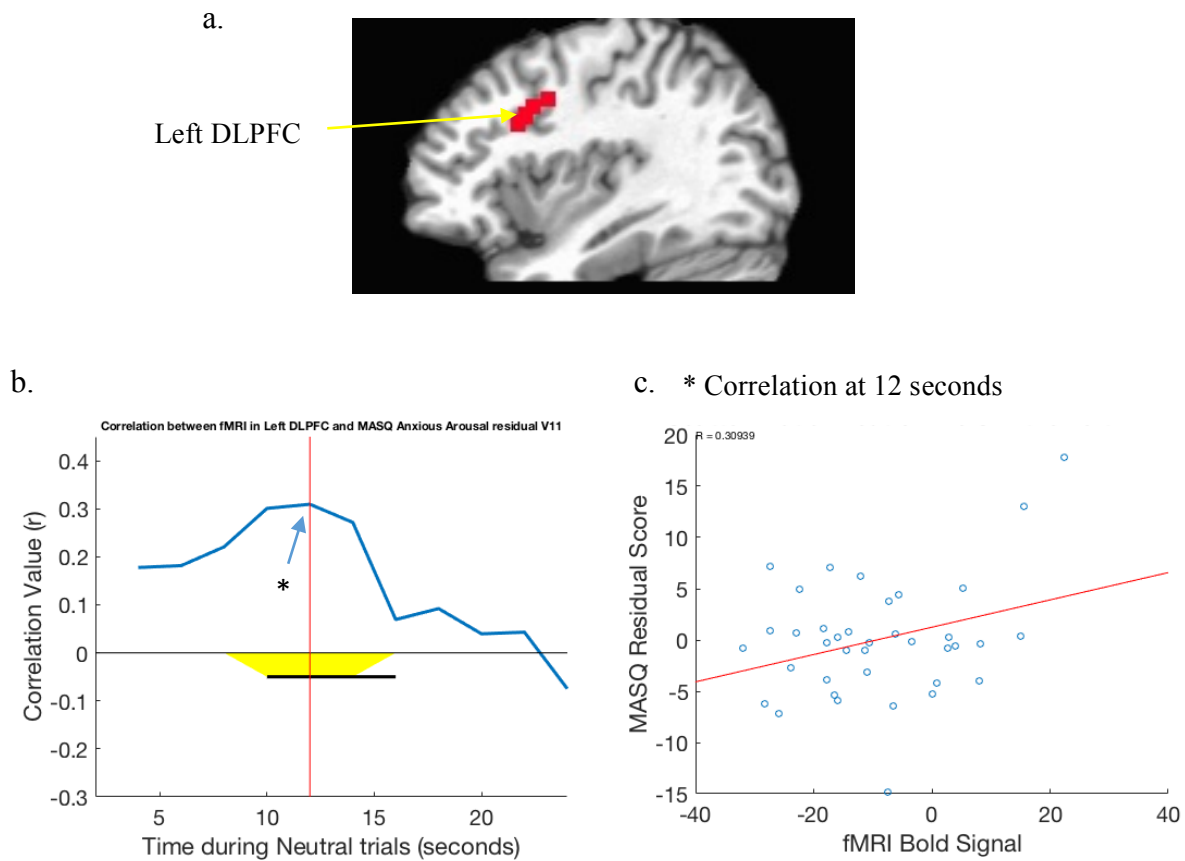 a.
Left DLPFC
b.
c. * Correlation at 12 seconds
Correlation between fMRI in Left DLPFC and MASQ Anxious Arousal residual V11
Correlation Value (r)
0.4
0.3
0.2
0.1
0
-0.1
-0.2
-0.3
*
5
10
15
20
Time during Neutral trials (seconds)
R = 0.30939
MASQ Residual Score
20
15
10
5
0
-5
-10
-15
-40
-20
0
20
40
fMRI Bold Signal